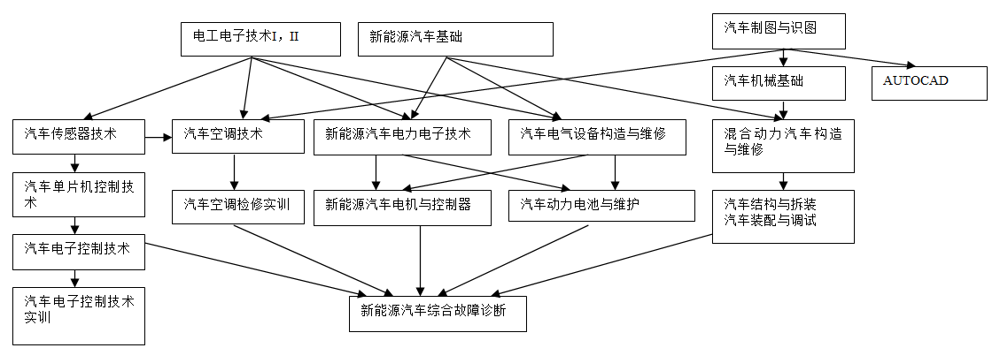 电工电子技术I，II
新能源汽车基础
汽车制图与识图
汽车机械基础
AUTOCAD
汽车传感器技术
汽车空调技术
新能源汽车电力电子技术
汽车电气设备构造与维修
混合动力汽车构造
与维修
汽车单片机控制技
术
汽车空调检修实训
新能源汽车电机与控制器
汽车动力电池与维护
汽车结构与拆装
汽车装配与调试
汽车电子控制技术
汽车电子控制技术
实训
新能源汽车综合故障诊断